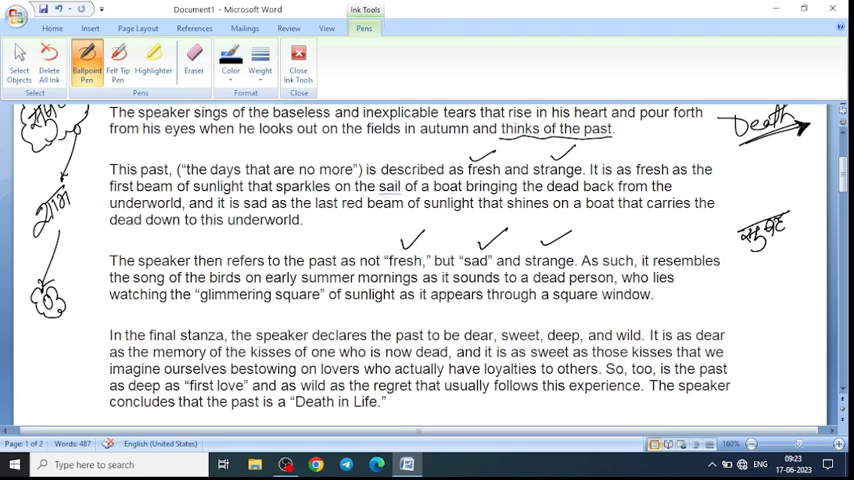 Document1 - Microsoft Word
Ink Tools
Home Insert Page Layout References Mailings Review View Pens
Select Objects
Delete All Ink
Ballpoint Pen
Felt Tip Pen
Highlighter
Eraser
Color
Weight
Close Ink Tools
Select Pens Format Close
The speaker sings of the baseless and inexplicable tears that rise in his heart and pour forth
from his eyes when he looks out on the fields in autumn and thinks of the past.
Death
This past, (“the days that are no more”) is described as fresh and strange. It is as fresh as the
first beam of sunlight that sparkles on the sail of a boat bringing the dead back from the
underworld, and it is sad as the last red beam of sunlight that shines on a boat that carries the
dead down to this underworld.
The speaker then refers to the past as not “fresh,” but “sad” and strange. As such, it resembles
the song of the birds on early summer mornings as it sounds to a dead person, who lies
watching the “glimmering square” of sunlight as it appears through a square window.
In the final stanza, the speaker declares the past to be dear, sweet, deep, and wild. It is as dear
as the memory of the kisses of one who is now dead, and it is as sweet as those kisses that we
imagine ourselves bestowing on lovers who actually have loyalties to others. So, too, is the past
as deep as “first love” and as wild as the regret that usually follows this experience. The speaker
concludes that the past is a “Death in Life.”
Page: 1 of 2 Words: 487 English (United States) 160%
Type here to search
ENG
09:23
17-06-2023